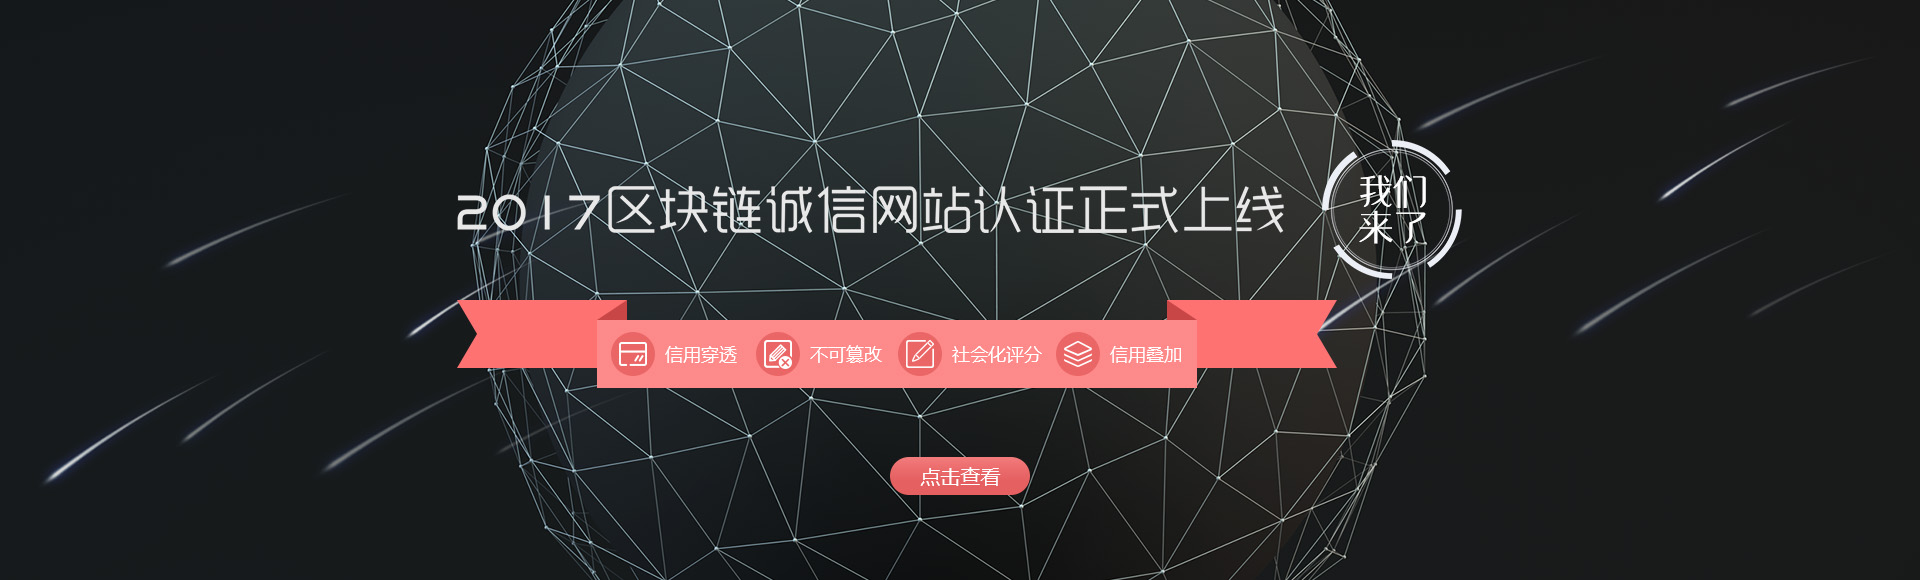 2017区块链诚信网站认证正式上线
我们
来了
信用穿透 不可篡改 社会化评分 信用叠加
点击查看